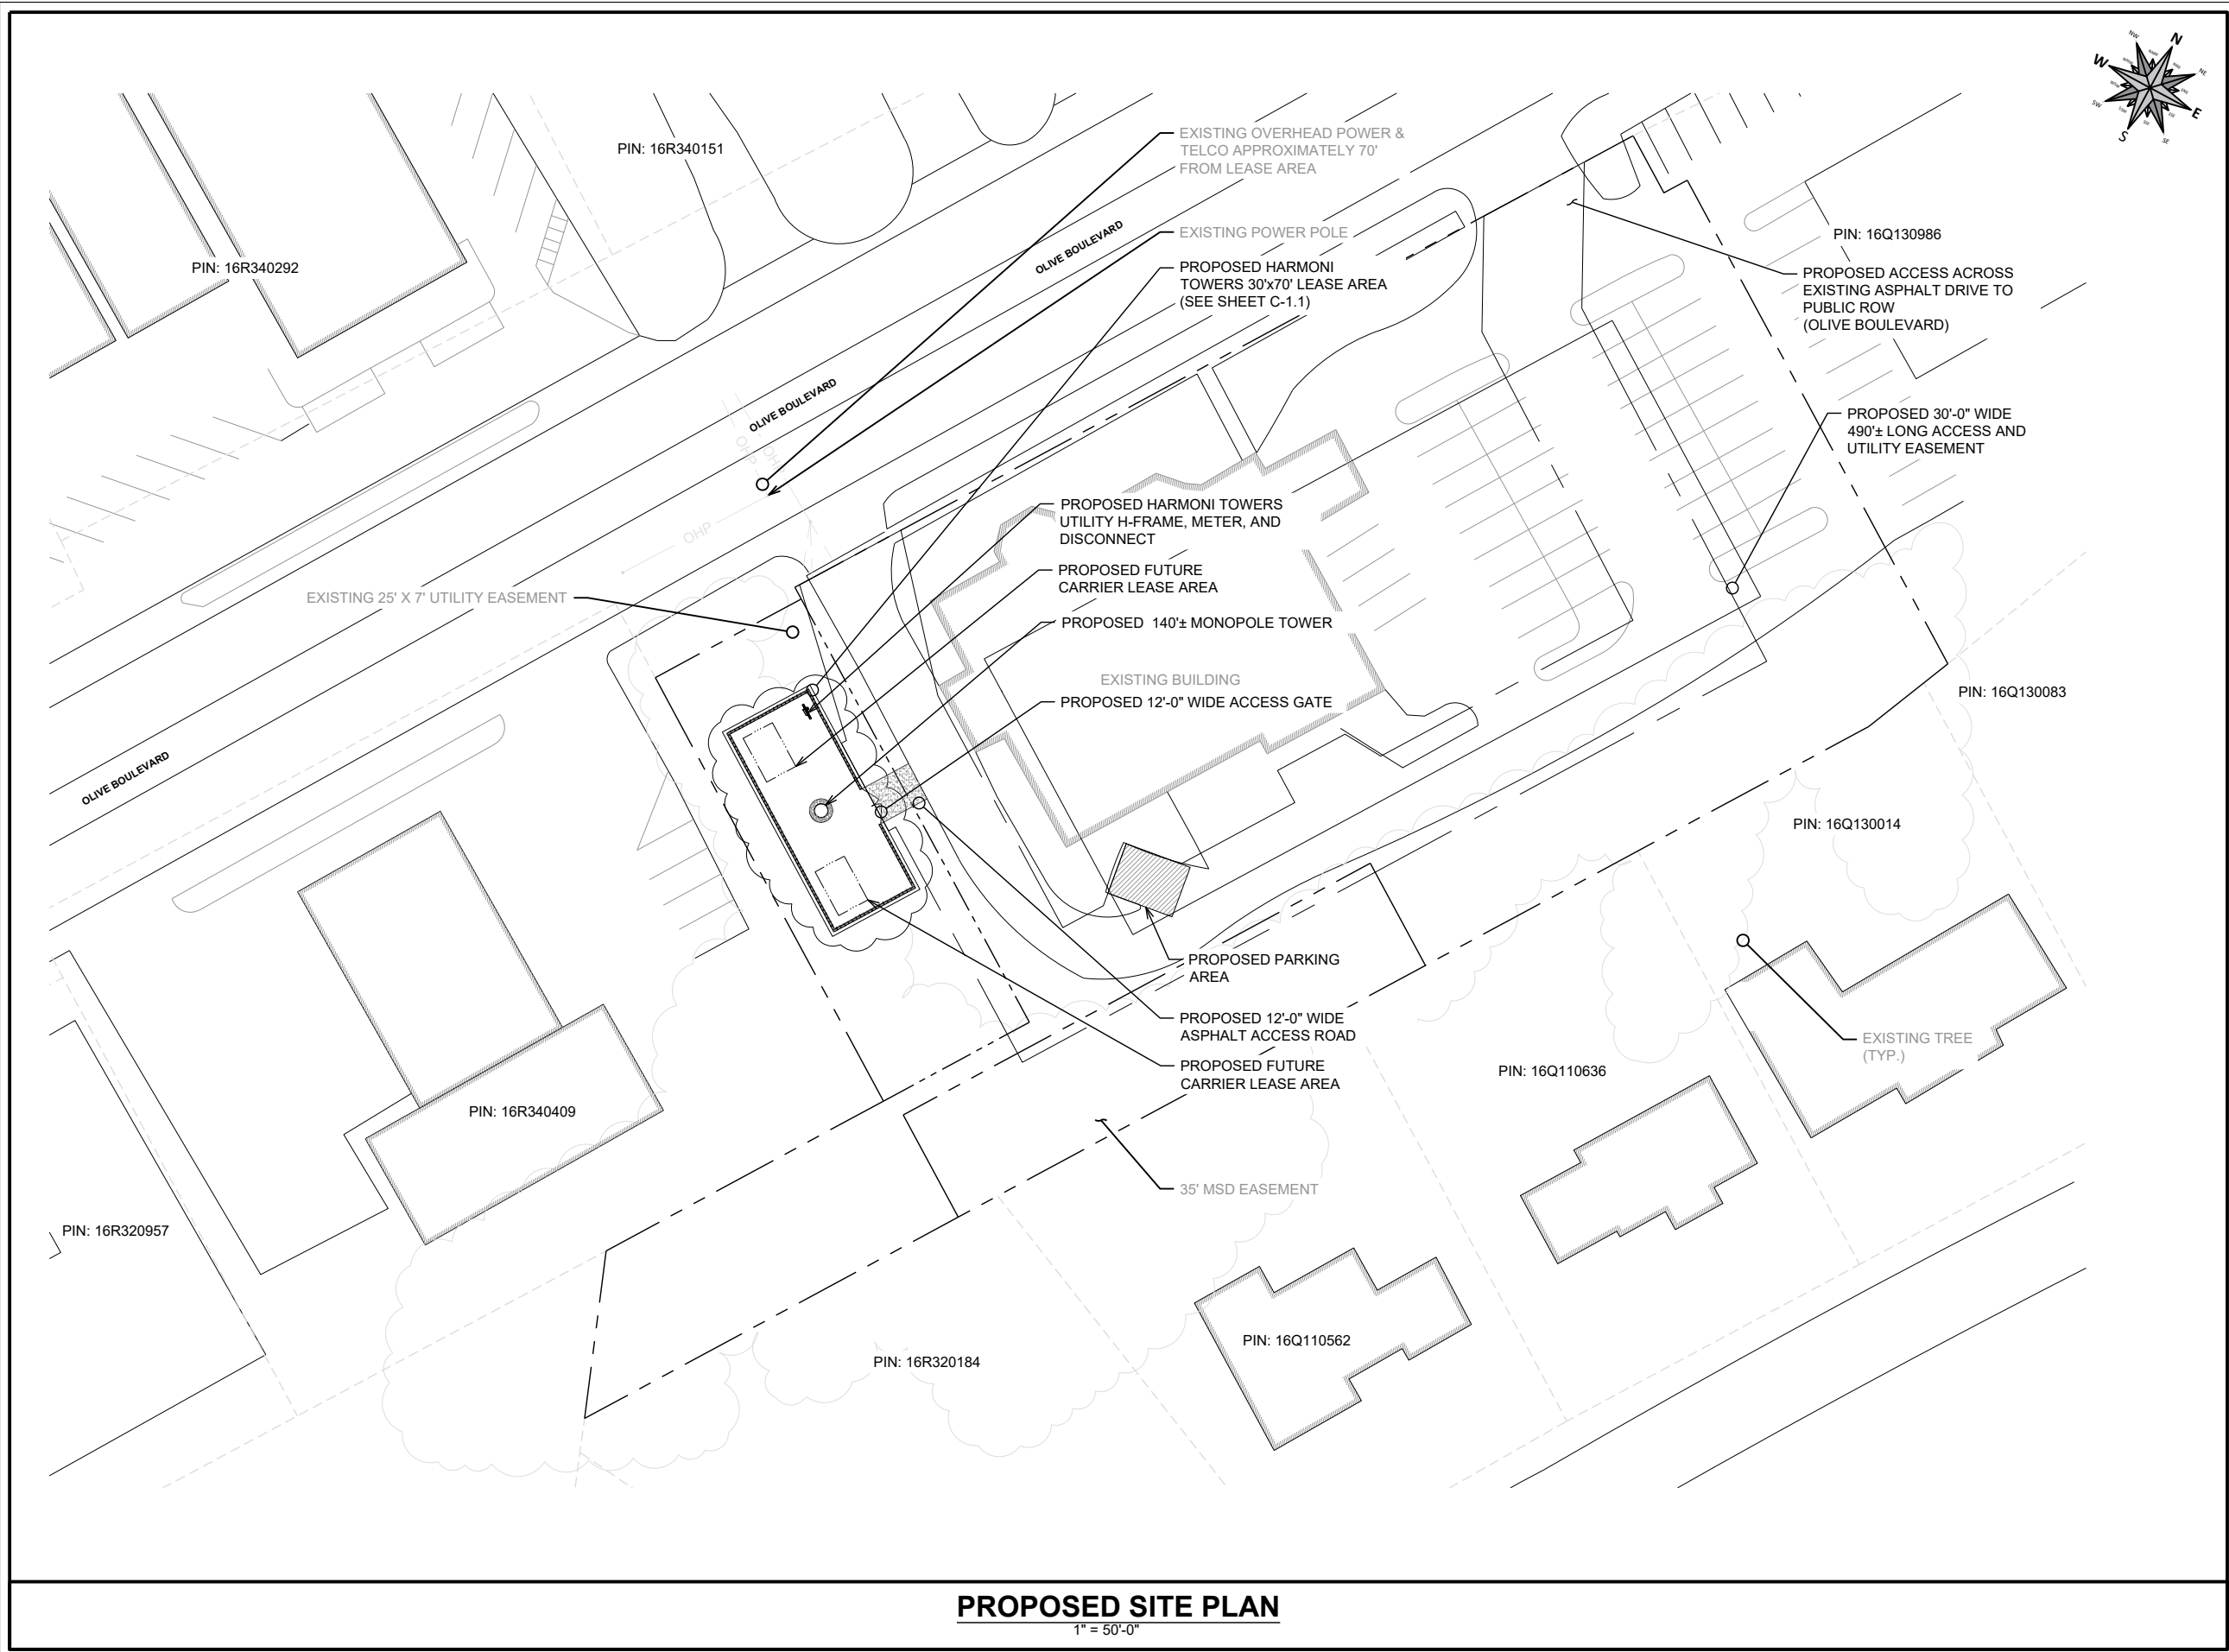 NW
N
NE
W
E
SW
S
SE
PIN: 16R340151
EXISTING OVERHEAD POWER &
TELCO APPROXIMATELY 70'
FROM LEASE AREA
EXISTING POWER POLE
OLIVE BOULEVARD
PIN: 16Q130986
PIN: 16R340292
PROPOSED HARMONI
TOWERS 30'x70' LEASE AREA
(SEE SHEET C-1.1)
PROPOSED ACCESS ACROSS
EXISTING ASPHALT DRIVE TO
PUBLIC ROW
(OLIVE BOULEVARD)
OLIVE BOULEVARD
PROPOSED 30'-0" WIDE
490'± LONG ACCESS AND
UTILITY EASEMENT
OHP
OHP
OHP
PROPOSED HARMONI TOWERS
UTILITY H-FRAME, METER, AND
DISCONNECT
PROPOSED FUTURE
CARRIER LEASE AREA
EXISTING 25' X 7' UTILITY EASEMENT
PROPOSED 140'± MONOPOLE TOWER
EXISTING BUILDING
PROPOSED 12'-0" WIDE ACCESS GATE
PIN: 16Q130083
OLIVE BOULEVARD
PIN: 16Q130014
PROPOSED PARKING
AREA
PROPOSED 12'-0" WIDE
ASPHALT ACCESS ROAD
EXISTING TREE
(TYP.)
PROPOSED FUTURE
CARRIER LEASE AREA
PIN: 16Q110636
PIN: 16R340409
35' MSD EASEMENT
PIN: 16R320957
PIN: 16Q110562
PIN: 16R320184
PROPOSED SITE PLAN
1" = 50'-0"